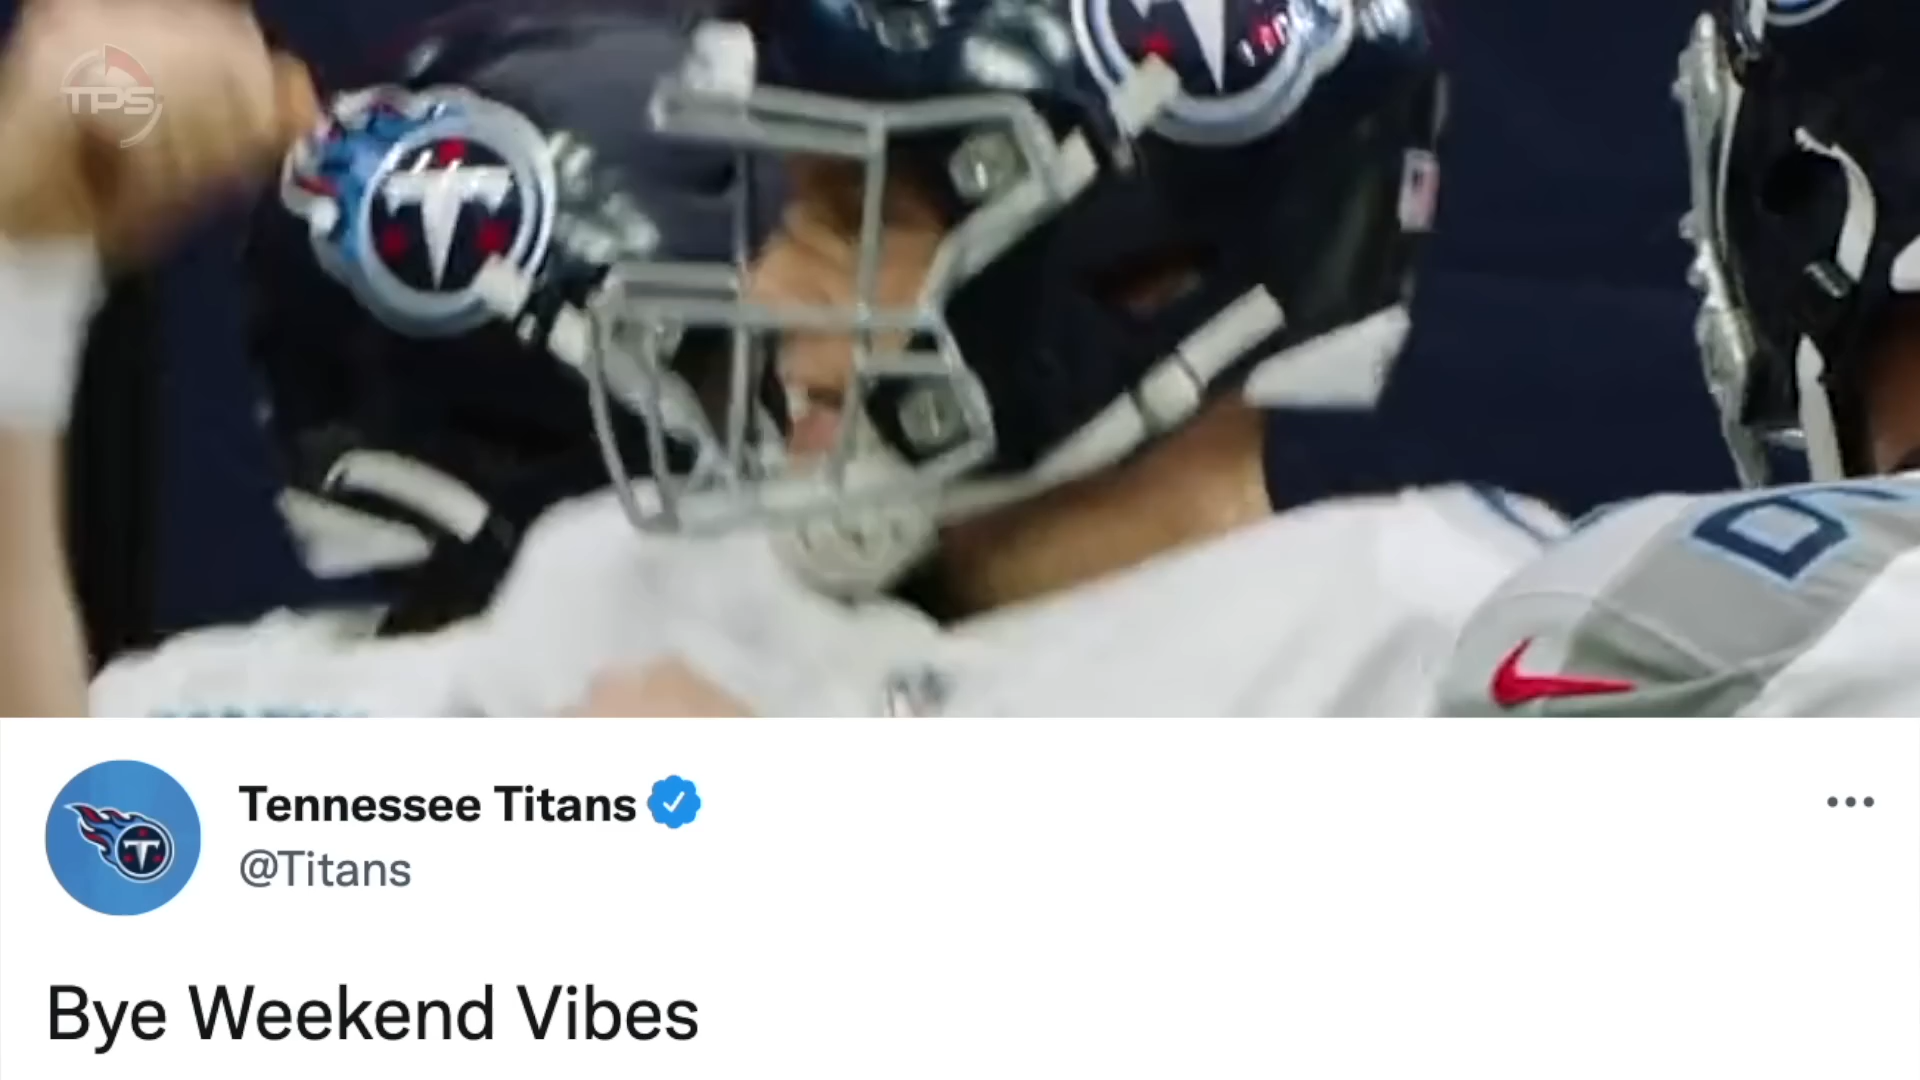 TPS
Tennessee Titans
@Titans
Bye Weekend Vibes